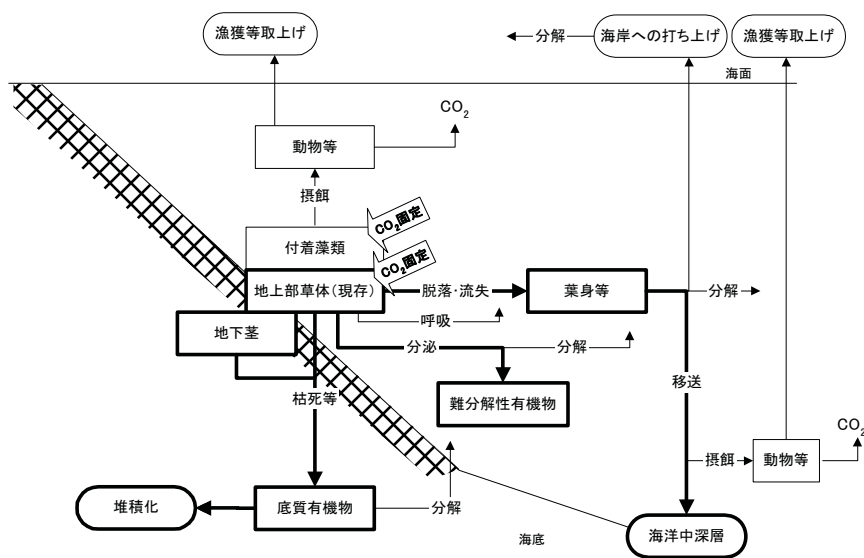 漁獲等取上げ
分解
海岸への打ち上げ
漁獲等取上げ
海面
CO2
動物等
摂餌
CO2固定
付着藻類
CO2固定
地上部草体(現存)
脱落・流失
葉身等
分解
呼吸
地下茎
分泌
分解
移送
枯死等
難分解性有機物
CO2
摂餌
動物等
堆積化
底質有機物
分解
海底
海洋中深層